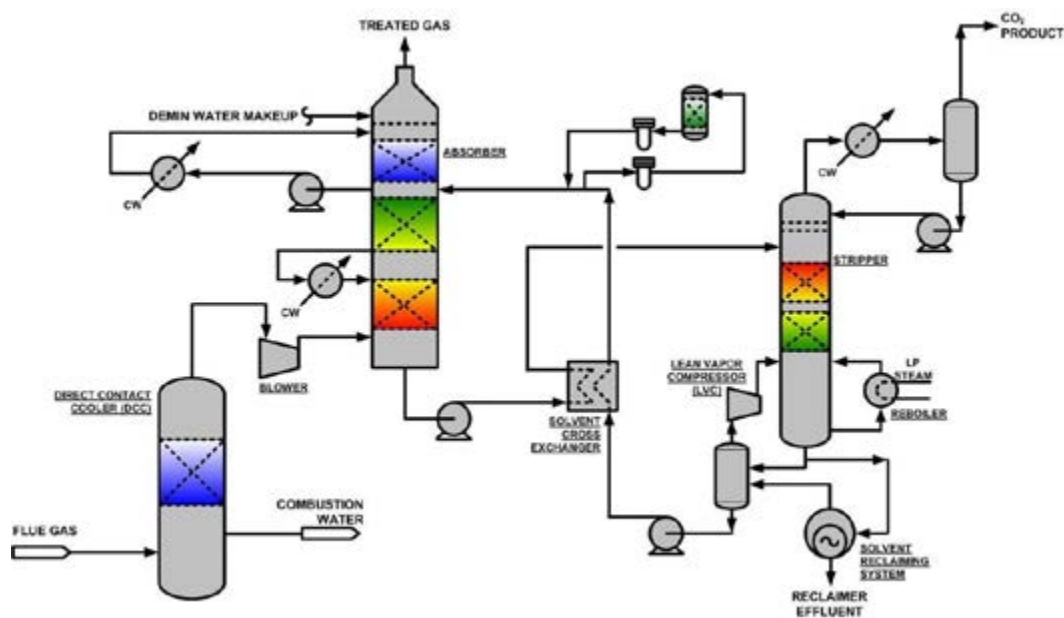 TREATED GAS
CO₂
PRODUCT
DEMIN WATER MAKEUP
ABSORBER
CW
CW
STRIPPER
CW
LEAN VAPOR
COMPRESSOR
(LVC)
LP
STEAM
BLOWER
REBOILER
DIRECT CONTACT
COOLER (DCC)
SOLVENT
CROSS
EXCHANGER
COMBUSTION
WATER
FLUE GAS
SOLVENT
RECLAIMING
SYSTEM
RECLAIMER
EFFLUENT